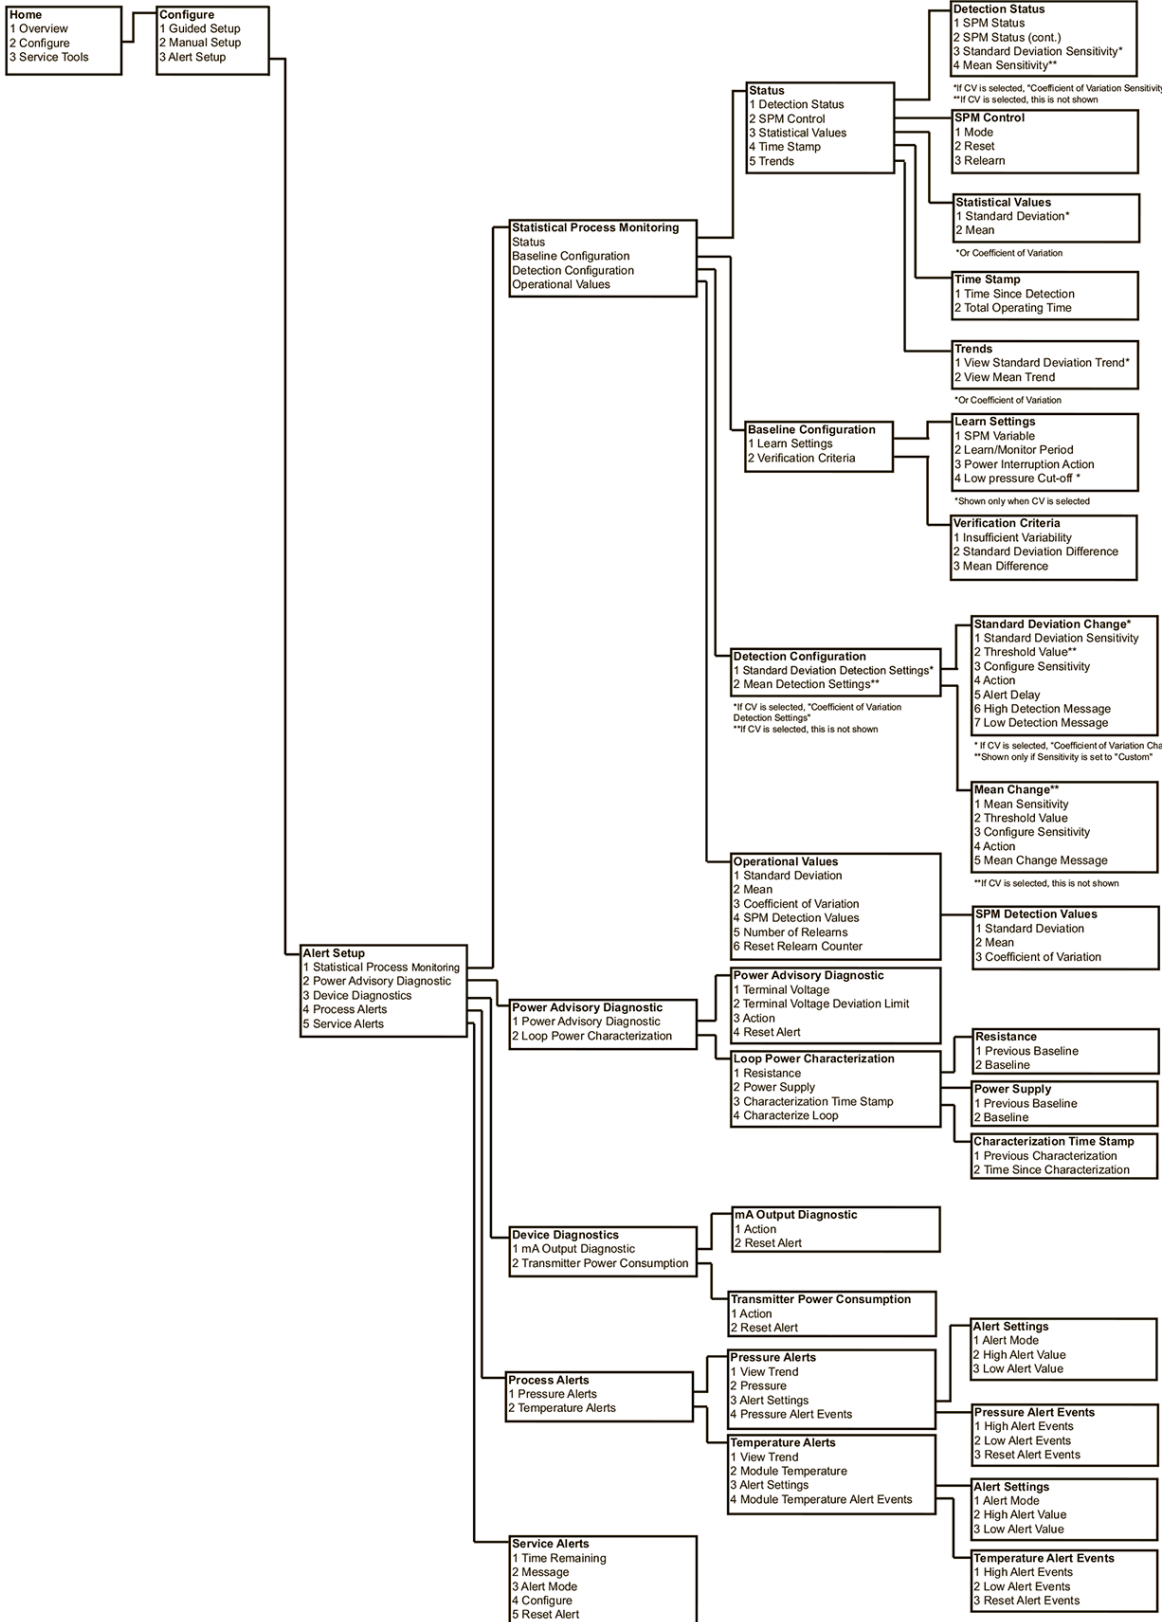 Home
1 Overview
2 Configure
3 Service Tools
Configure
1 Guided Setup
2 Manual Setup
3 Alert Setup
Alert Setup
1 Statistical Process Monitoring
2 Power Advisory Diagnostic
3 Device Diagnostics
4 Process Alerts
5 Service Alerts
Statistical Process Monitoring
Status
Baseline Configuration
Detection Configuration
Operational Values
Status
1 Detection Status
2 SPM Control
3 Statistical Values
4 Time Stamp
5 Trends
Detection Status
1 SPM Status
2 SPM Status (cont.)
3 Standard Deviation Sensitivity*
4 Mean Sensitivity**
*If CV is selected, "Coefficient of Variation Sensitivity
**If CV is selected, this is not shown
SPM Control
1 Mode
2 Reset
3 Relearn
Statistical Values
1 Standard Deviation*
2 Mean
*Or Coefficient of Variation
Time Stamp
1 Time Since Detection
2 Total Operating Time
Trends
1 View Standard Deviation Trend*
2 View Mean Trend
*Or Coefficient of Variation
Baseline Configuration
1 Learn Settings
2 Verification Criteria
Learn Settings
1 SPM Variable
2 Learn/Monitor Period
3 Power Interruption Action
4 Low pressure Cut-off *
*Shown only when CV is selected
Verification Criteria
1 Insufficient Variability
2 Standard Deviation Difference
3 Mean Difference
Detection Configuration
1 Standard Deviation Detection Settings*
2 Mean Detection Settings**
*If CV is selected, "Coefficient of Variation
Detection Settings"
**If CV is selected, this is not shown
Standard Deviation Change*
1 Standard Deviation Sensitivity
2 Threshold Value**
3 Configure Sensitivity
4 Action
5 Alert Delay
6 High Detection Message
7 Low Detection Message
* If CV is selected, "Coefficient of Variation Cha
**Shown only if Sensitivity is set to "Custom"
Mean Change**
1 Mean Sensitivity
2 Threshold Value
3 Configure Sensitivity
4 Action
5 Mean Change Message
**If CV is selected, this is not shown
Operational Values
1 Standard Deviation
2 Mean
3 Coefficient of Variation
4 SPM Detection Values
5 Number of Relearns
6 Reset Relearn Counter
SPM Detection Values
1 Standard Deviation
2 Mean
3 Coefficient of Variation
Power Advisory Diagnostic
1 Power Advisory Diagnostic
2 Loop Power Characterization
Power Advisory Diagnostic
1 Terminal Voltage
2 Terminal Voltage Deviation Limit
3 Action
4 Reset Alert
Loop Power Characterization
1 Resistance
2 Power Supply
3 Characterization Time Stamp
4 Characterize Loop
Resistance
1 Previous Baseline
2 Baseline
Power Supply
1 Previous Baseline
2 Baseline
Characterization Time Stamp
1 Previous Characterization
2 Time Since Characterization
Device Diagnostics
1 mA Output Diagnostic
2 Transmitter Power Consumption
mA Output Diagnostic
1 Action
2 Reset Alert
Transmitter Power Consumption
1 Action
2 Reset Alert
Process Alerts
1 Pressure Alerts
2 Temperature Alerts
Pressure Alerts
1 View Trend
2 Pressure
3 Alert Settings
4 Pressure Alert Events
Alert Settings
1 Alert Mode
2 High Alert Value
3 Low Alert Value
Pressure Alert Events
1 High Alert Events
2 Low Alert Events
3 Reset Alert Events
Temperature Alerts
1 View Trend
2 Module Temperature
3 Alert Settings
4 Module Temperature Alert Events
Alert Settings
1 Alert Mode
2 High Alert Value
3 Low Alert Value
Temperature Alert Events
1 High Alert Events
2 Low Alert Events
3 Reset Alert Events
Service Alerts
1 Time Remaining
2 Message
3 Alert Mode
4 Configure
5 Reset Alert